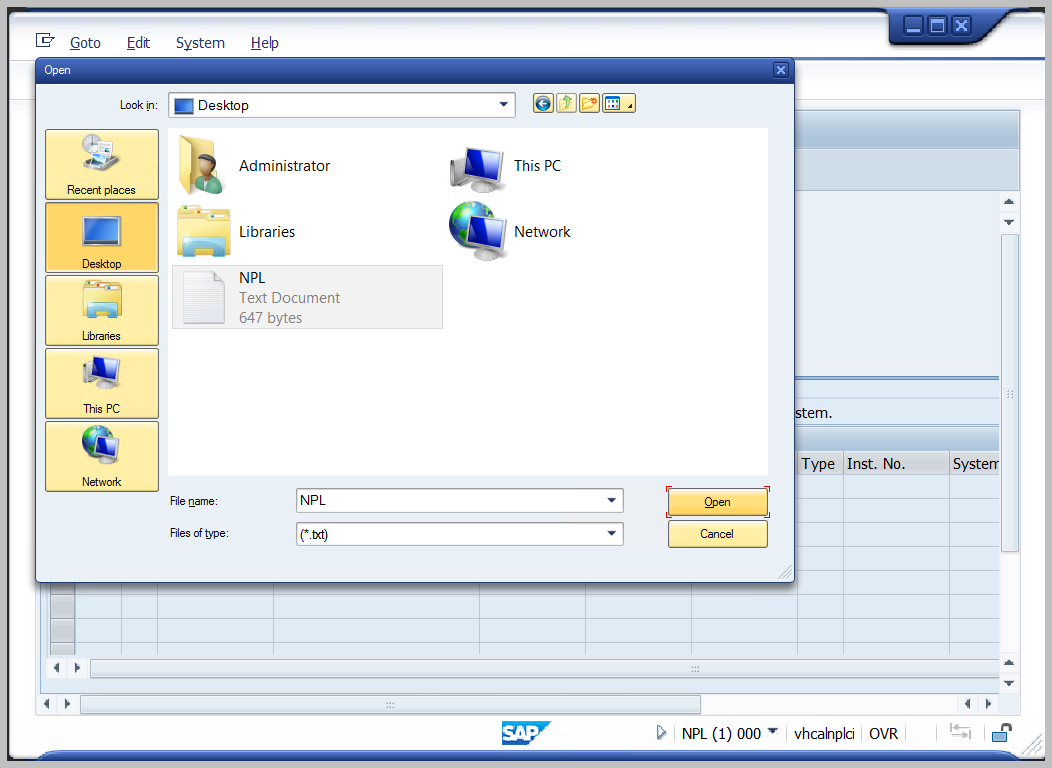 Goto Edit System Help
Open
Look in: Desktop
Recent places
Desktop
Libraries
This PC
Network
Administrator
This PC
Libraries
Network
NPL
Text Document
647 bytes
File name: NPL
Open
Files of type: (*.txt)
Cancel
stem.
Type Inst. No. System
SAP
NPL (1) 000 vhcalnplci OVR